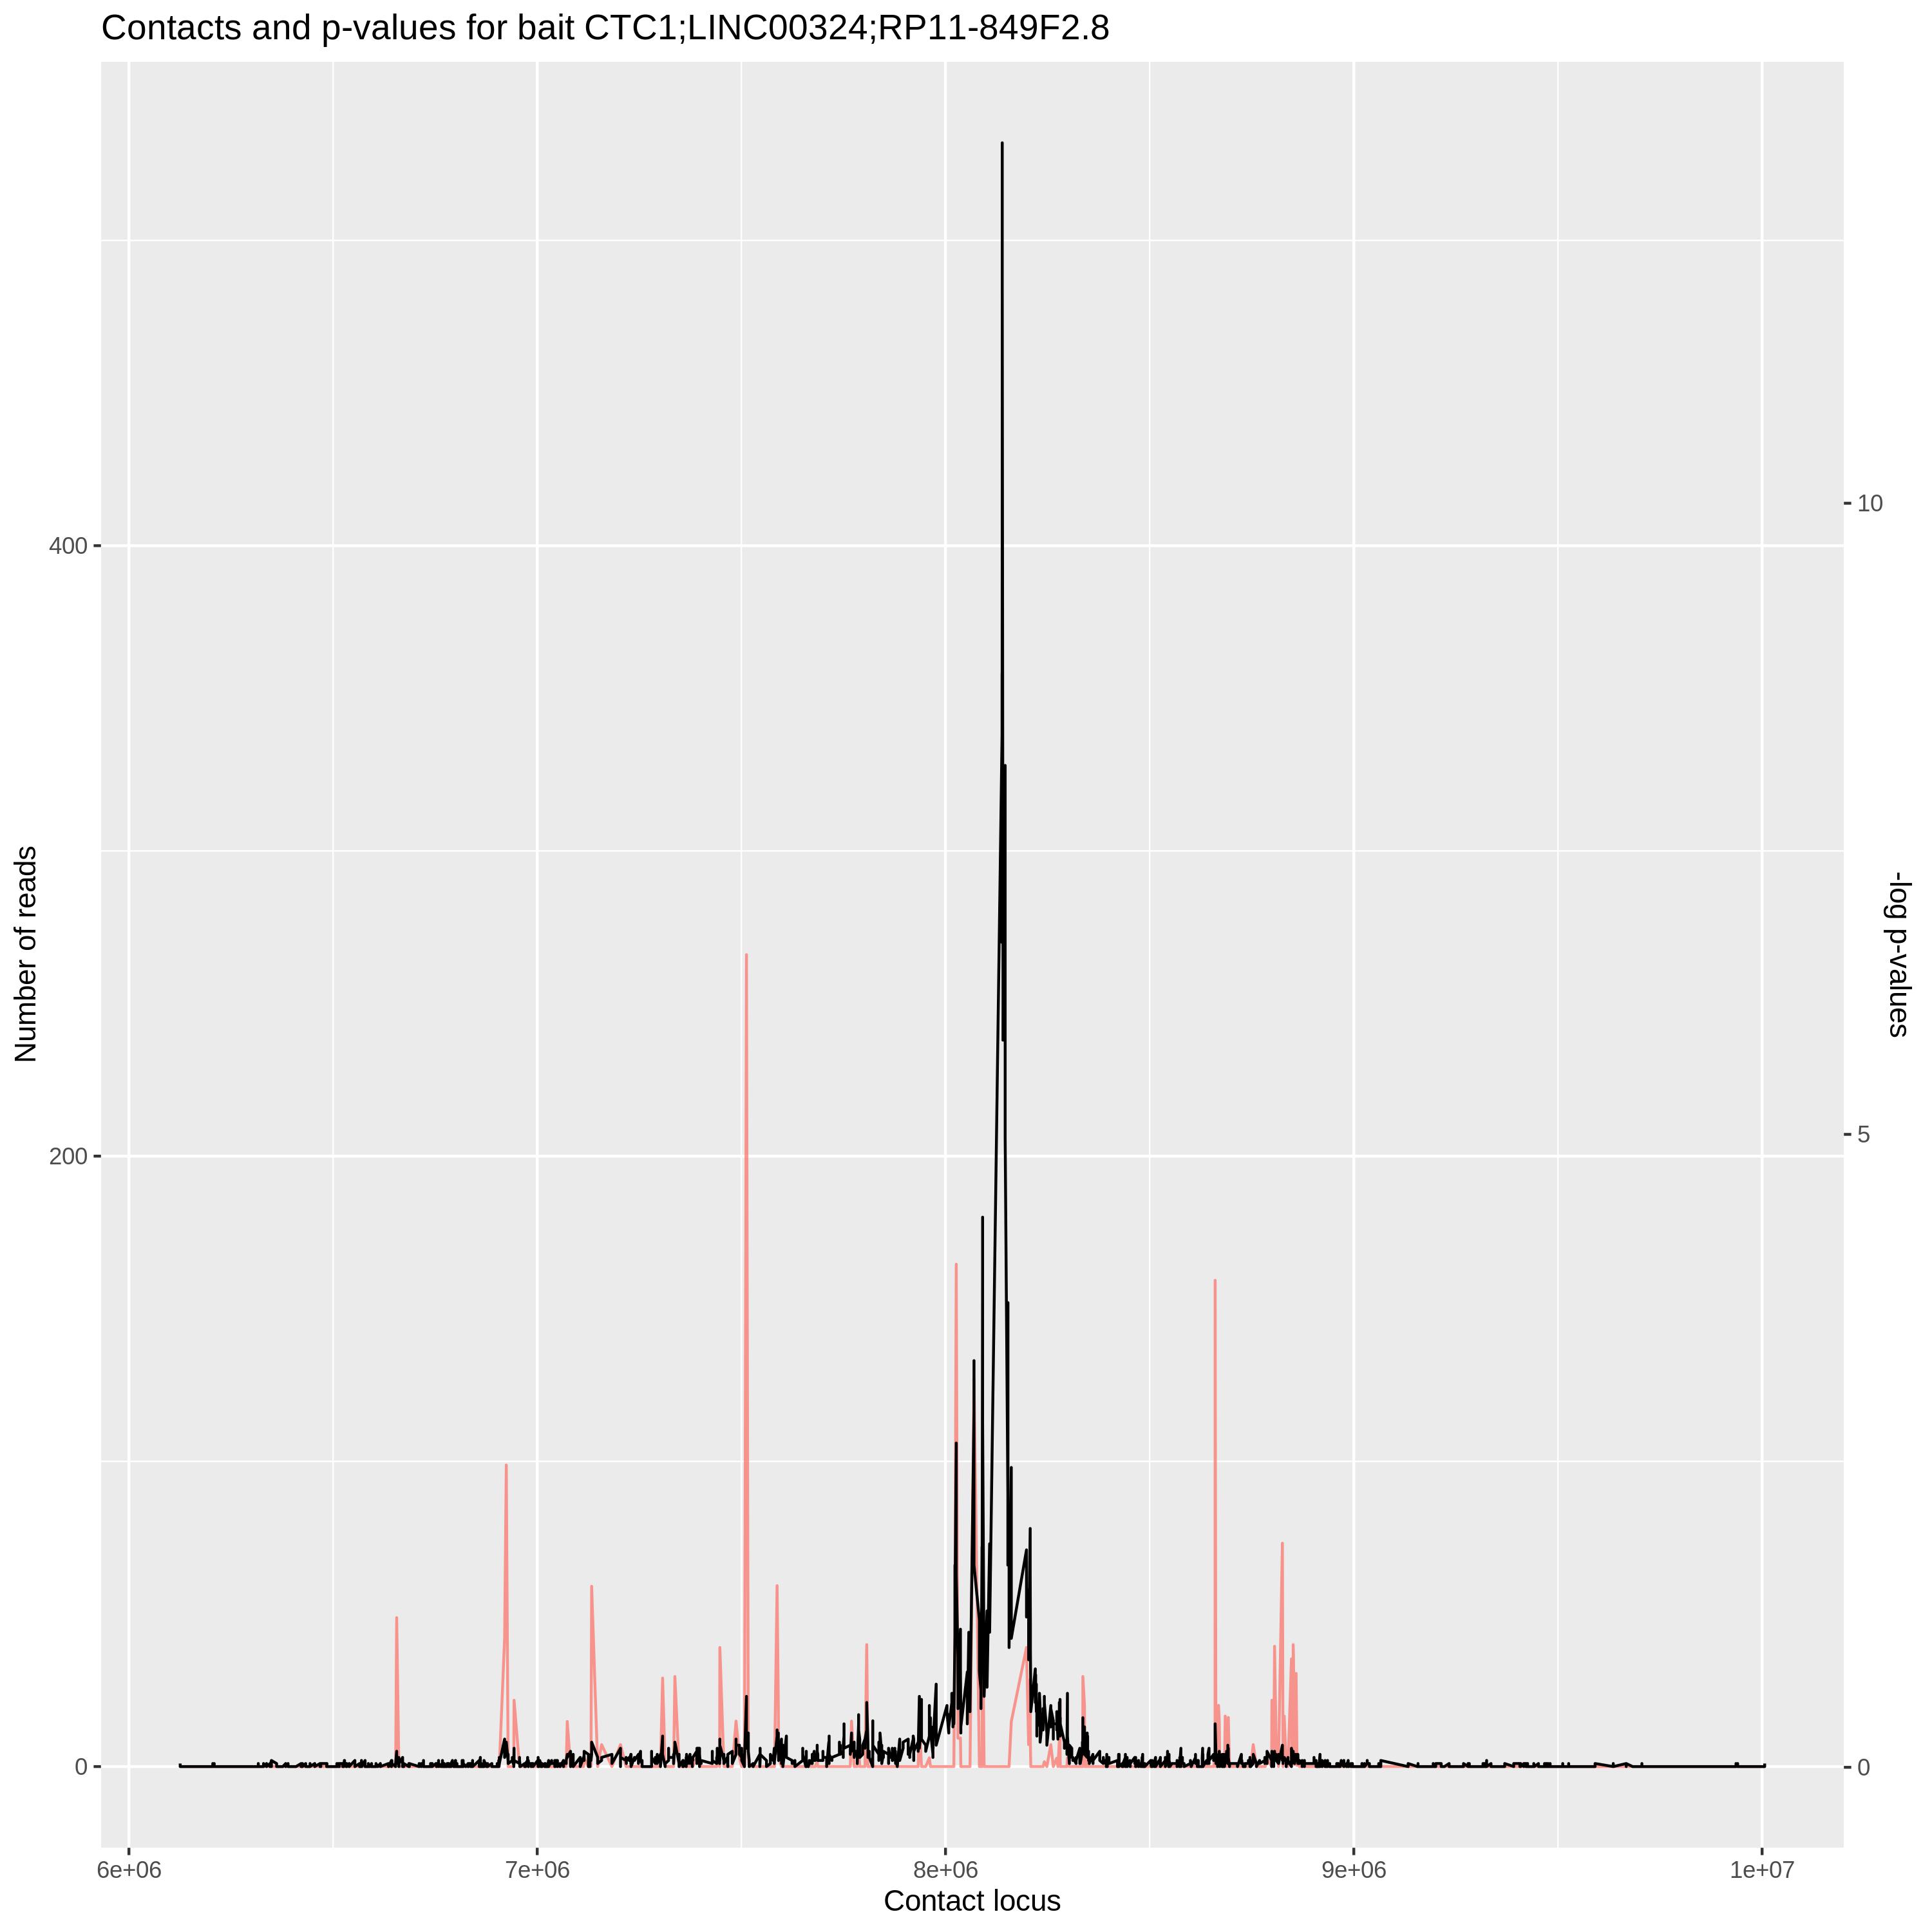 Contacts and p-values for bait CTC1;LINC00324;RP11-849F2.8
Number of reads
400
200
0
10
5
0
-log p-values
6e+06
7e+06
8e+06
9e+06
1e+07
Contact locus